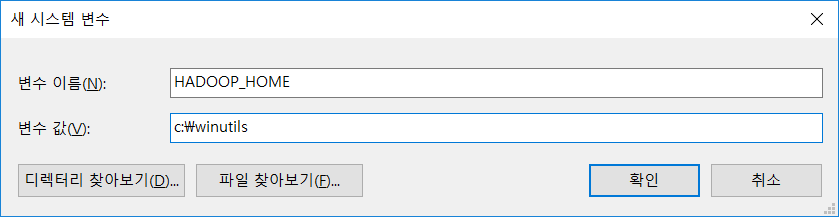 새 시스템 변수
변수 이름(N): HADOOP_HOME
변수 값(V): c:₩winutils
디렉터리 찾아보기(D)... 파일 찾아보기(F)... 확인 취소